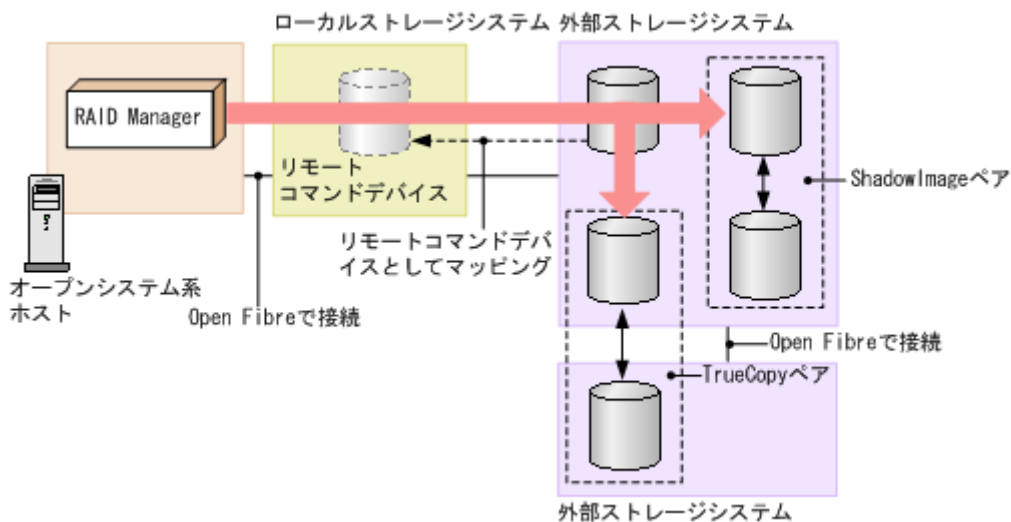 ローカルストレージシステム
外部ストレージシステム
RAID Manager
リモート
コマンドデバイス
ShadowImageペア
リモートコマンドデバ
イスとしてマッピング
オープンシステム系
ホスト
Open Fibreで接続
Open Fibreで接続
TrueCopyペア
外部ストレージシステム